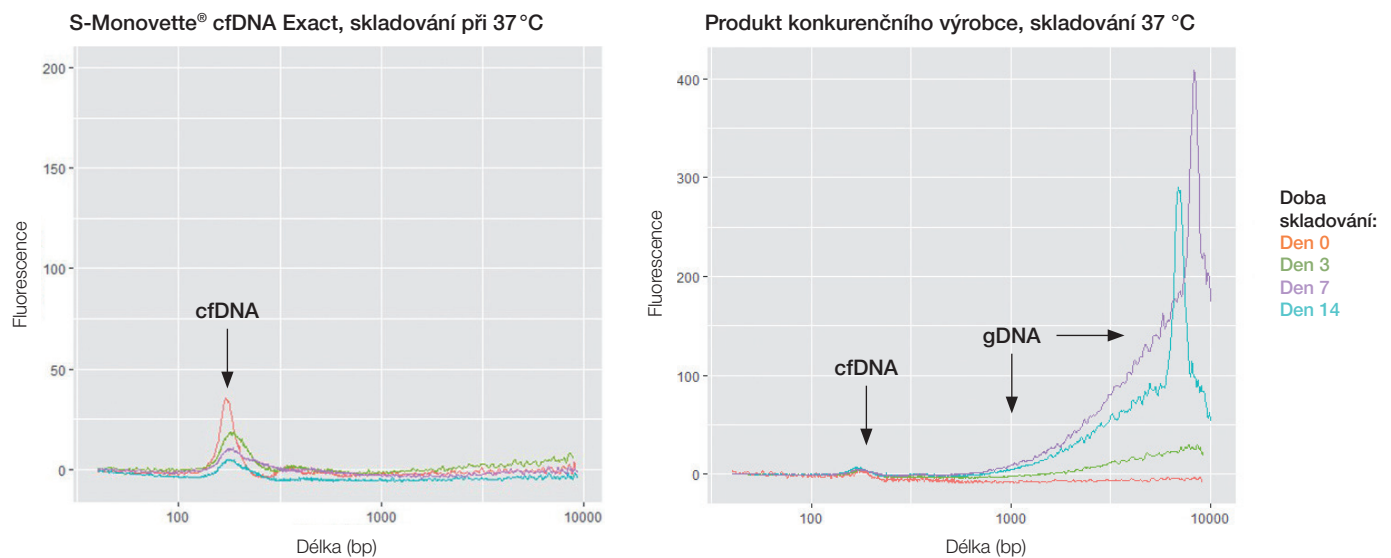 S-Monovette® cfDNA Exact, skladování při 37 °C
200
150
100
50
0
Fluorescence
cfDNA
100
1000
10000
Délka (bp)
Produkt konkurenčního výrobce, skladování 37 °C
400
300
200
100
0
Fluorescence
cfDNA
gDNA
100
1000
10000
Délka (bp)
Doba
skladování:
Den 0
Den 3
Den 7
Den 14